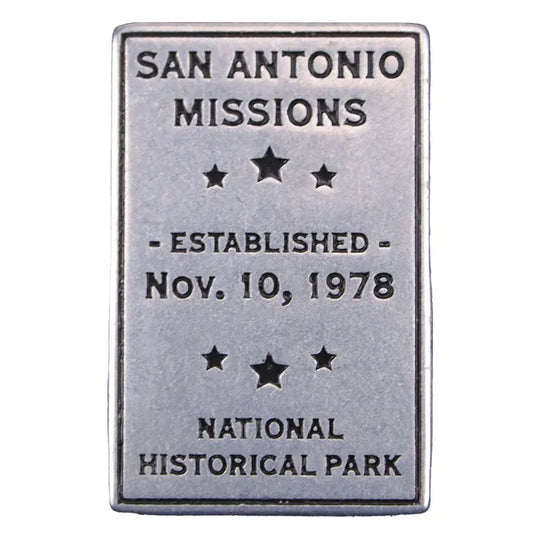 SAN ANTONIO
MISSIONS
- ESTABLISHED -
Nov. 10, 1978
NATIONAL
HISTORICAL PARK